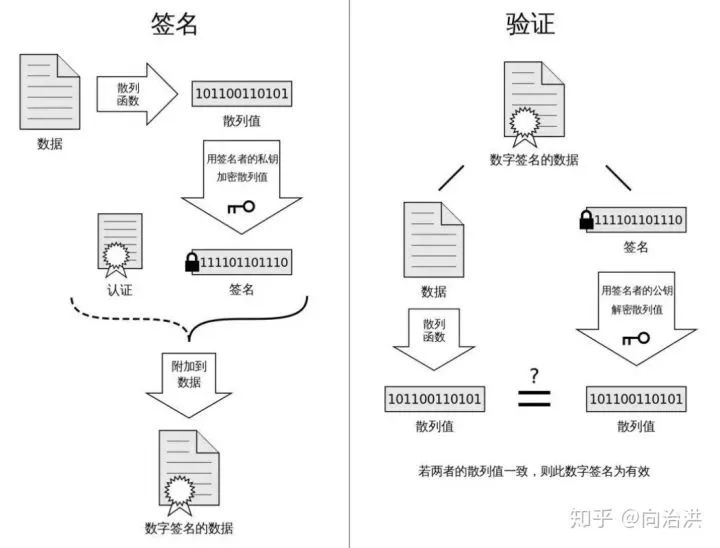 签名
散列
函数
101100110101
散列值
数据
用签名者的私钥
加密散列值
认证
111101101110
签名
附加到
数据
数字签名的数据
验证
数字签名的数据
数据
111101101110
签名
散列
函数
用签名者的公钥
解密散列值
101100110101
散列值
?
101100110101
散列值
若两者的散列值一致，则此数字签名为有效
知乎 @向治洪